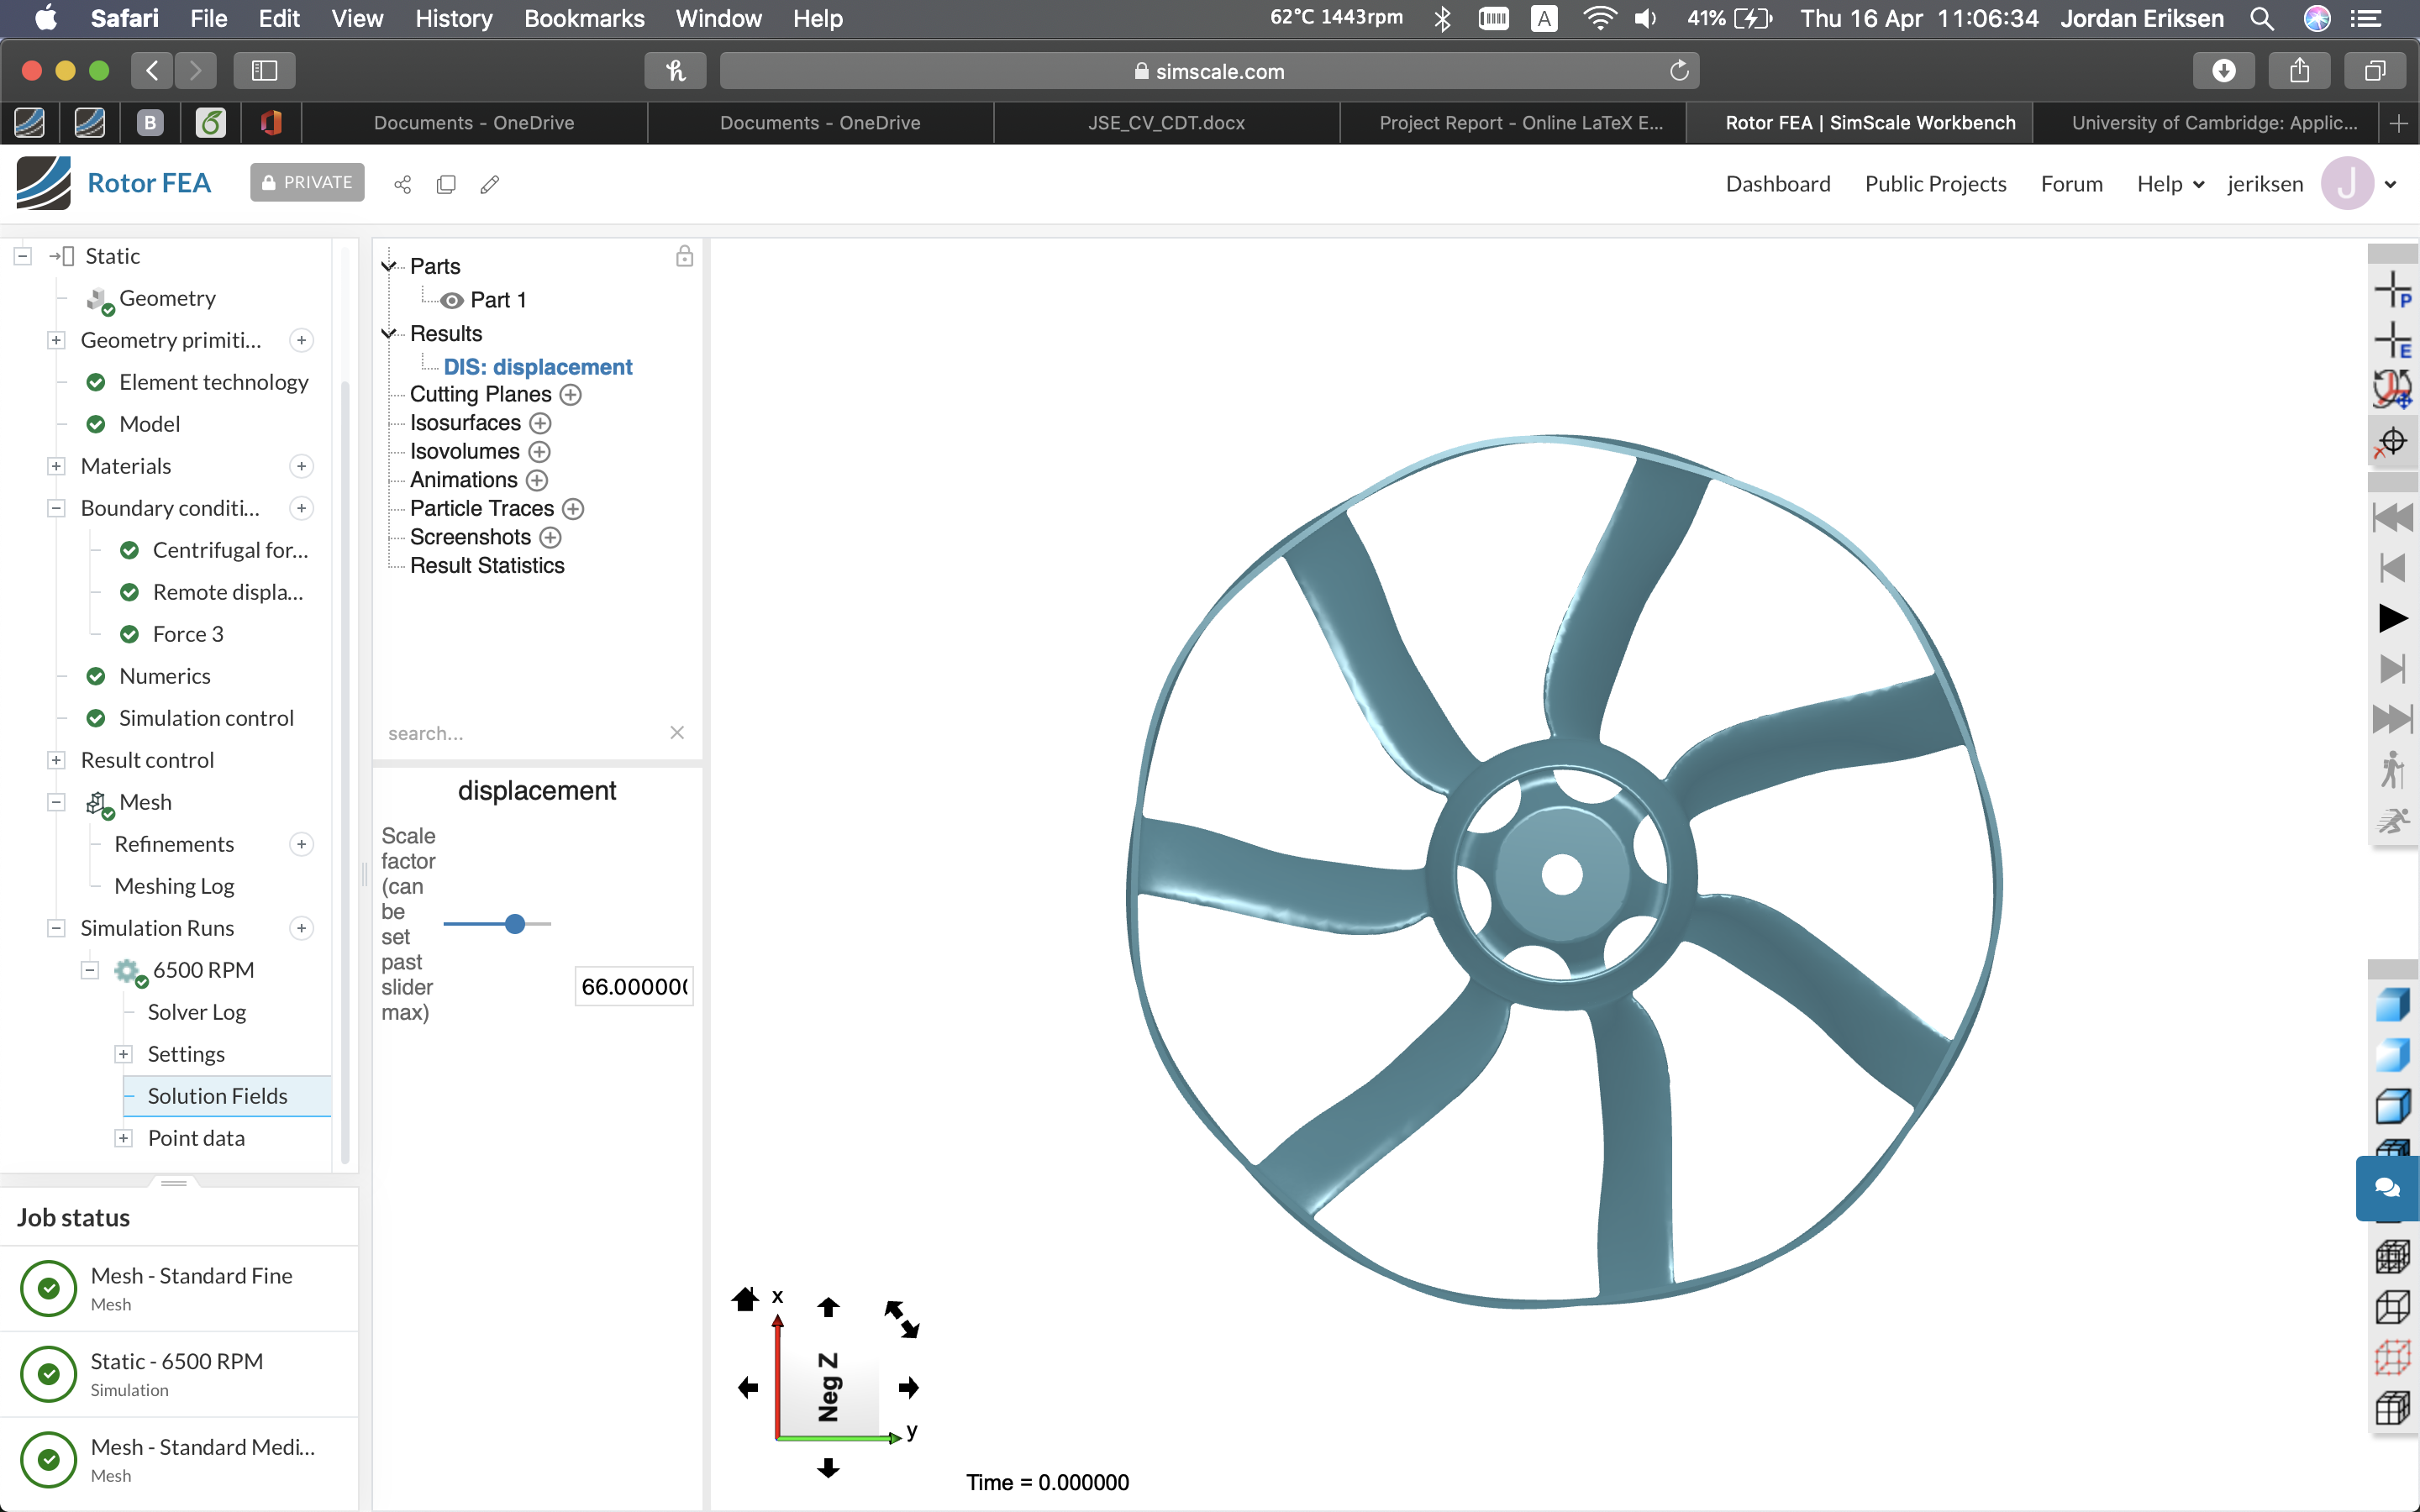 Safari File Edit View History Bookmarks Window Help 62°C 1443rpm A 41% Thu 16 Apr 11:06:34 Jordan Eriksen
simscale.com
B Documents - OneDrive Documents - OneDrive JSE_CV_CDT.docx Project Report - Online LaTeX E... Rotor FEA | SimScale Workbench University of Cambridge: Applic...
Rotor FEA PRIVATE Dashboard Public Projects Forum Help jeriksen J
Static
Geometry
Geometry primiti...
Element technology
Model
Materials
Boundary conditi...
Centrifugal for...
Remote displa...
Force 3
Numerics
Simulation control
Result control
Mesh
Refinements
Meshing Log
Simulation Runs
6500 RPM
Solver Log
Settings
Solution Fields
Point data
Job status
Mesh - Standard Fine
Mesh
Static - 6500 RPM
Simulation
Mesh - Standard Medi...
Mesh
Parts
Part 1
Results
DIS: displacement
Cutting Planes
Isosurfaces
Isovolumes
Animations
Particle Traces
Screenshots
Result Statistics
search...
displacement
Scale
factor
(can
be
set
past
slider
max)
66.000000
x
Neg Z
y
Time = 0.000000
P
E